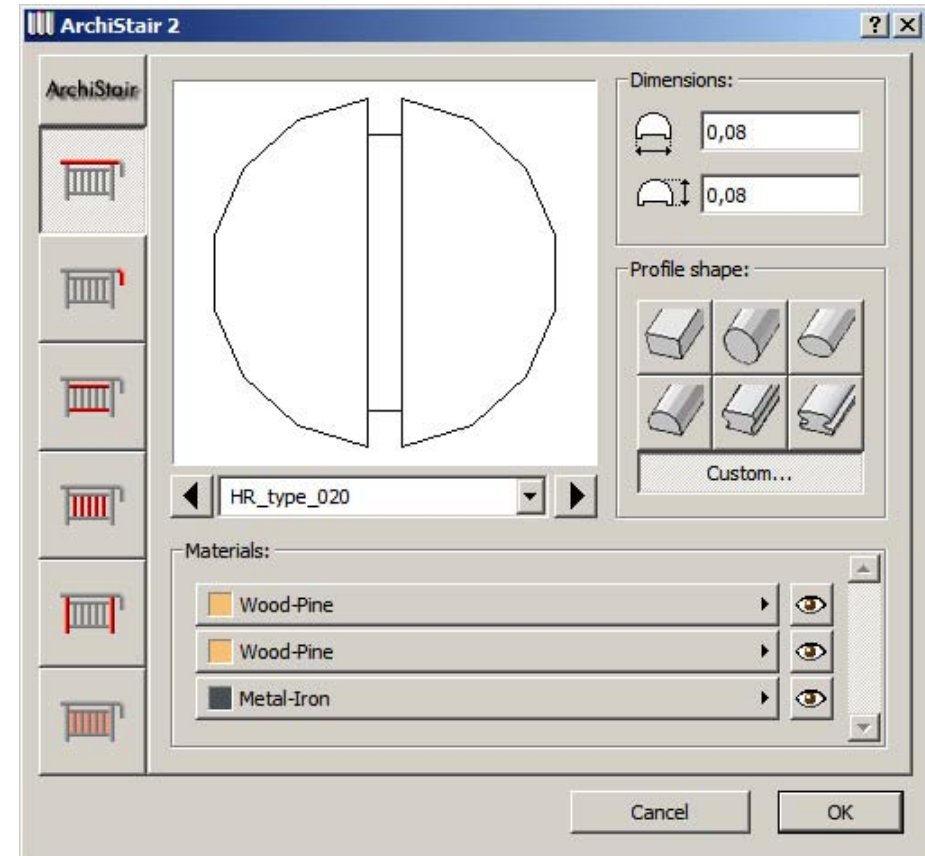 ArchiStair 2
ArchiStair
Dimensions:
0,08
0,08
Profile shape:
Custom...
HR_type_020
Materials:
Wood-Pine
Wood-Pine
Metal-Iron
Cancel
OK